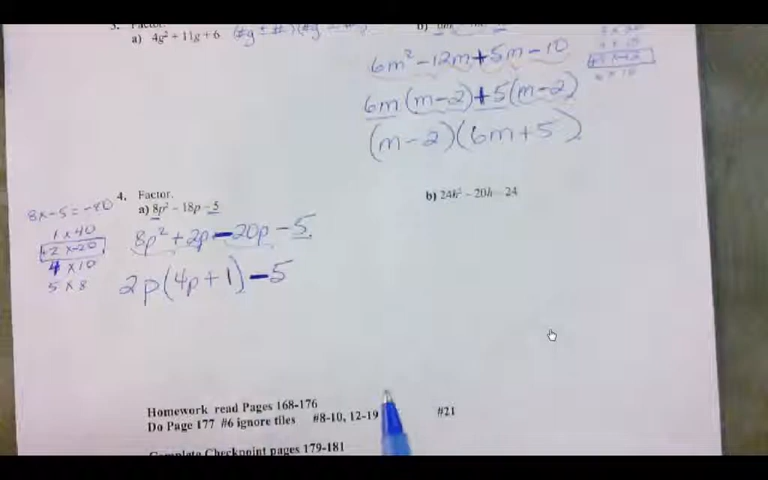 Factor.
a) 4g² + 11g + 6
6m² - 12m + 5m - 10
6m(m-2) + 5(m-2)
(m-2)(6m+5)
4. Factor.
a) 8p² - 18p - 5
b) 24h² - 20h - 24
8x-5 = -40
1 x 40
+2 x -20
4 x 10
5 x 8
8p² + 2p - 20p - 5
2p(4p+1) - 5
Homework read Pages 168-176
Do Page 177 #6 ignore tiles #8-10, 12-19 #21
Complete Checkpoint pages 179-181